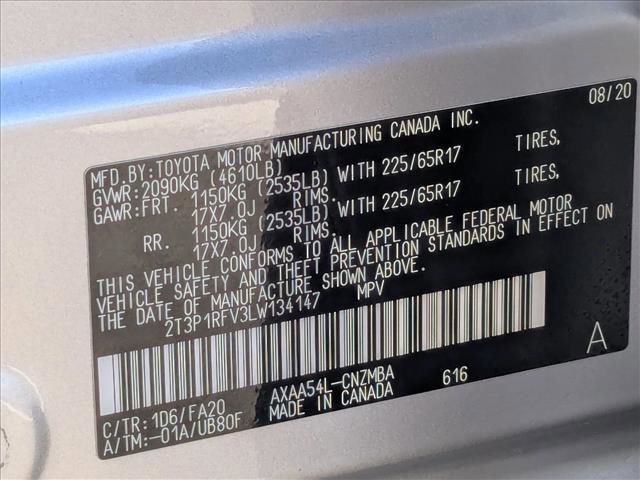 08/20
MFD.BY:TOYOTA MOTOR MANUFACTURING CANADA INC.
GVWR:2090KG (4610LB)
GAWR:FRT. 1150KG (2535LB) WITH 225/65R17 TIRES,
17X7.0J RIMS.
RR. 1150KG (2535LB) WITH 225/65R17 TIRES,
17X7.0J RIMS.
THIS VEHICLE CONFORMS TO ALL APPLICABLE FEDERAL MOTOR
VEHICLE SAFETY AND THEFT PREVENTION STANDARDS IN EFFECT ON
THE DATE OF MANUFACTURE SHOWN ABOVE.
2T3P1RFV3LW134147 MPV
A
C/TR:1D6/FA20 AXAA54L-CNZMBA 616
A/TM:-01A/UB80F MADE IN CANADA